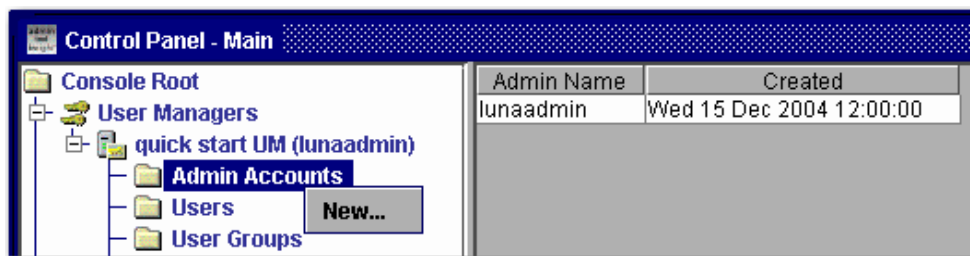 Control Panel - Main
Console Root
User Managers
quick start UM (lunaadmin)
Admin Accounts
Users
User Groups
New...
Admin Name Created
lunaadmin Wed 15 Dec 2004 12:00:00